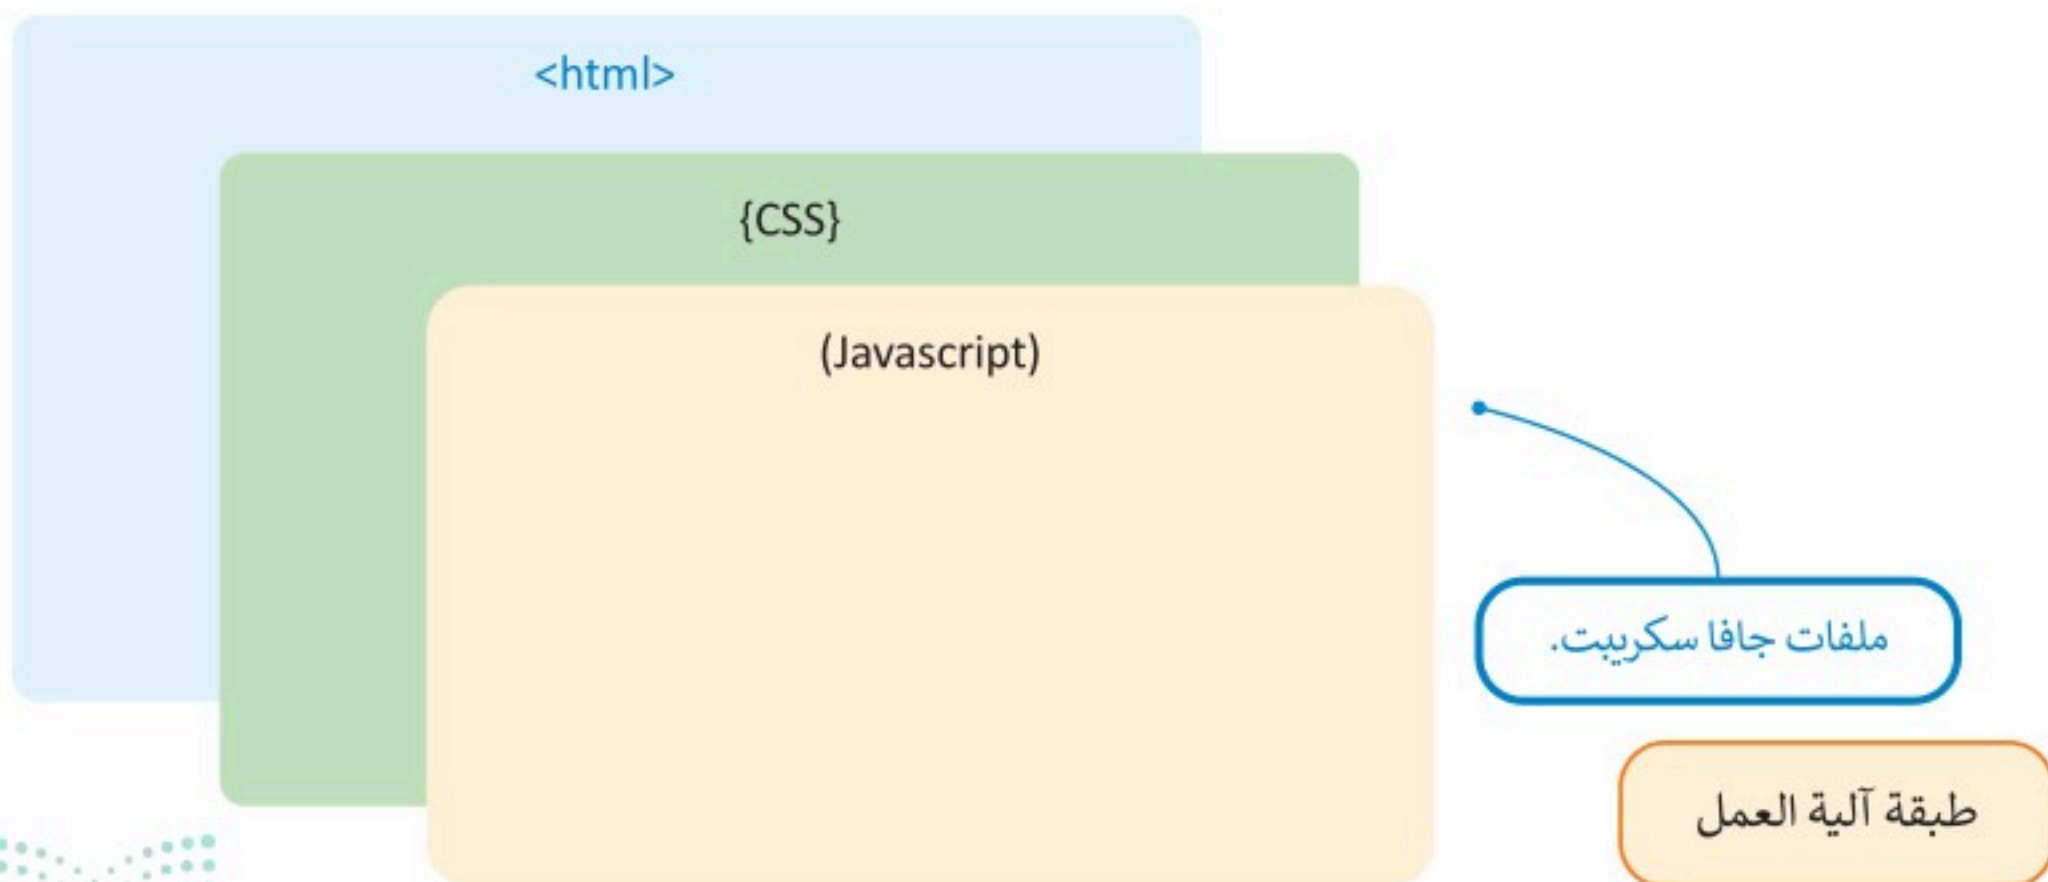 <html>
{CSS}
(Javascript)
ملفات جافا سكريبت.
طبقة آلية العمل